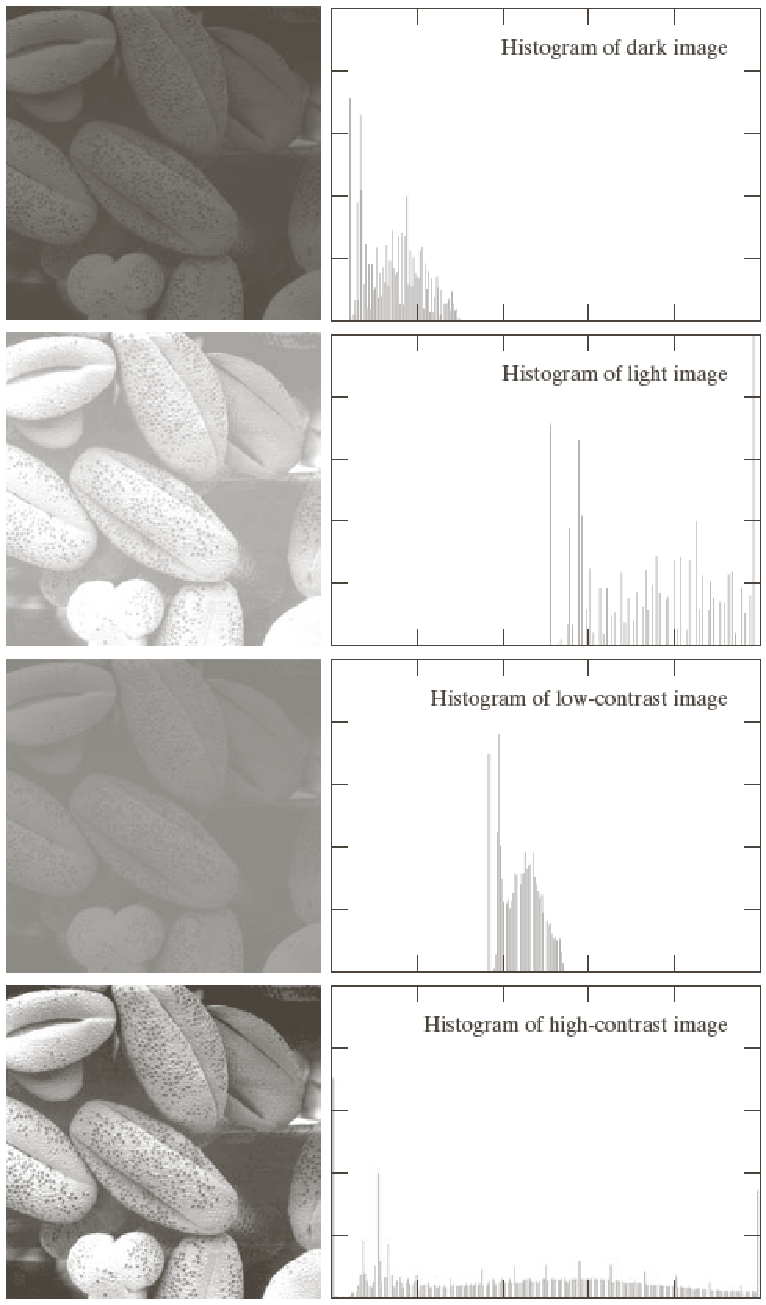 Histogram of dark image
Histogram of light image
Histogram of low-contrast image
Histogram of high-contrast image